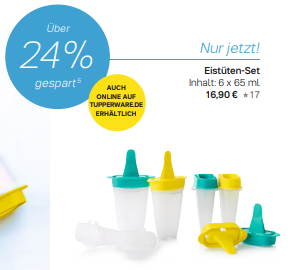 Über
24%
gespart⁵
AUCH
ONLINE AUF
TUPPERWARE.DE
ERHÄLTLICH
Nur jetzt!
Eistüten-Set
Inhalt: 6 x 65 ml
16,90 € ★17